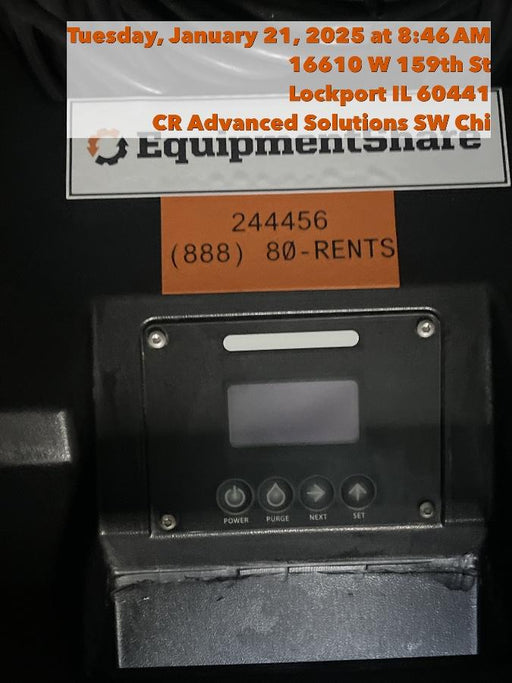 Tuesday, January 21, 2025 at 8:46 AM
16610 W 159th St
Lockport IL 60441
CR Advanced Solutions SW Chi
EquipmentShare
244456
(888) 80-RENTS
POWER PURGE NEXT SET